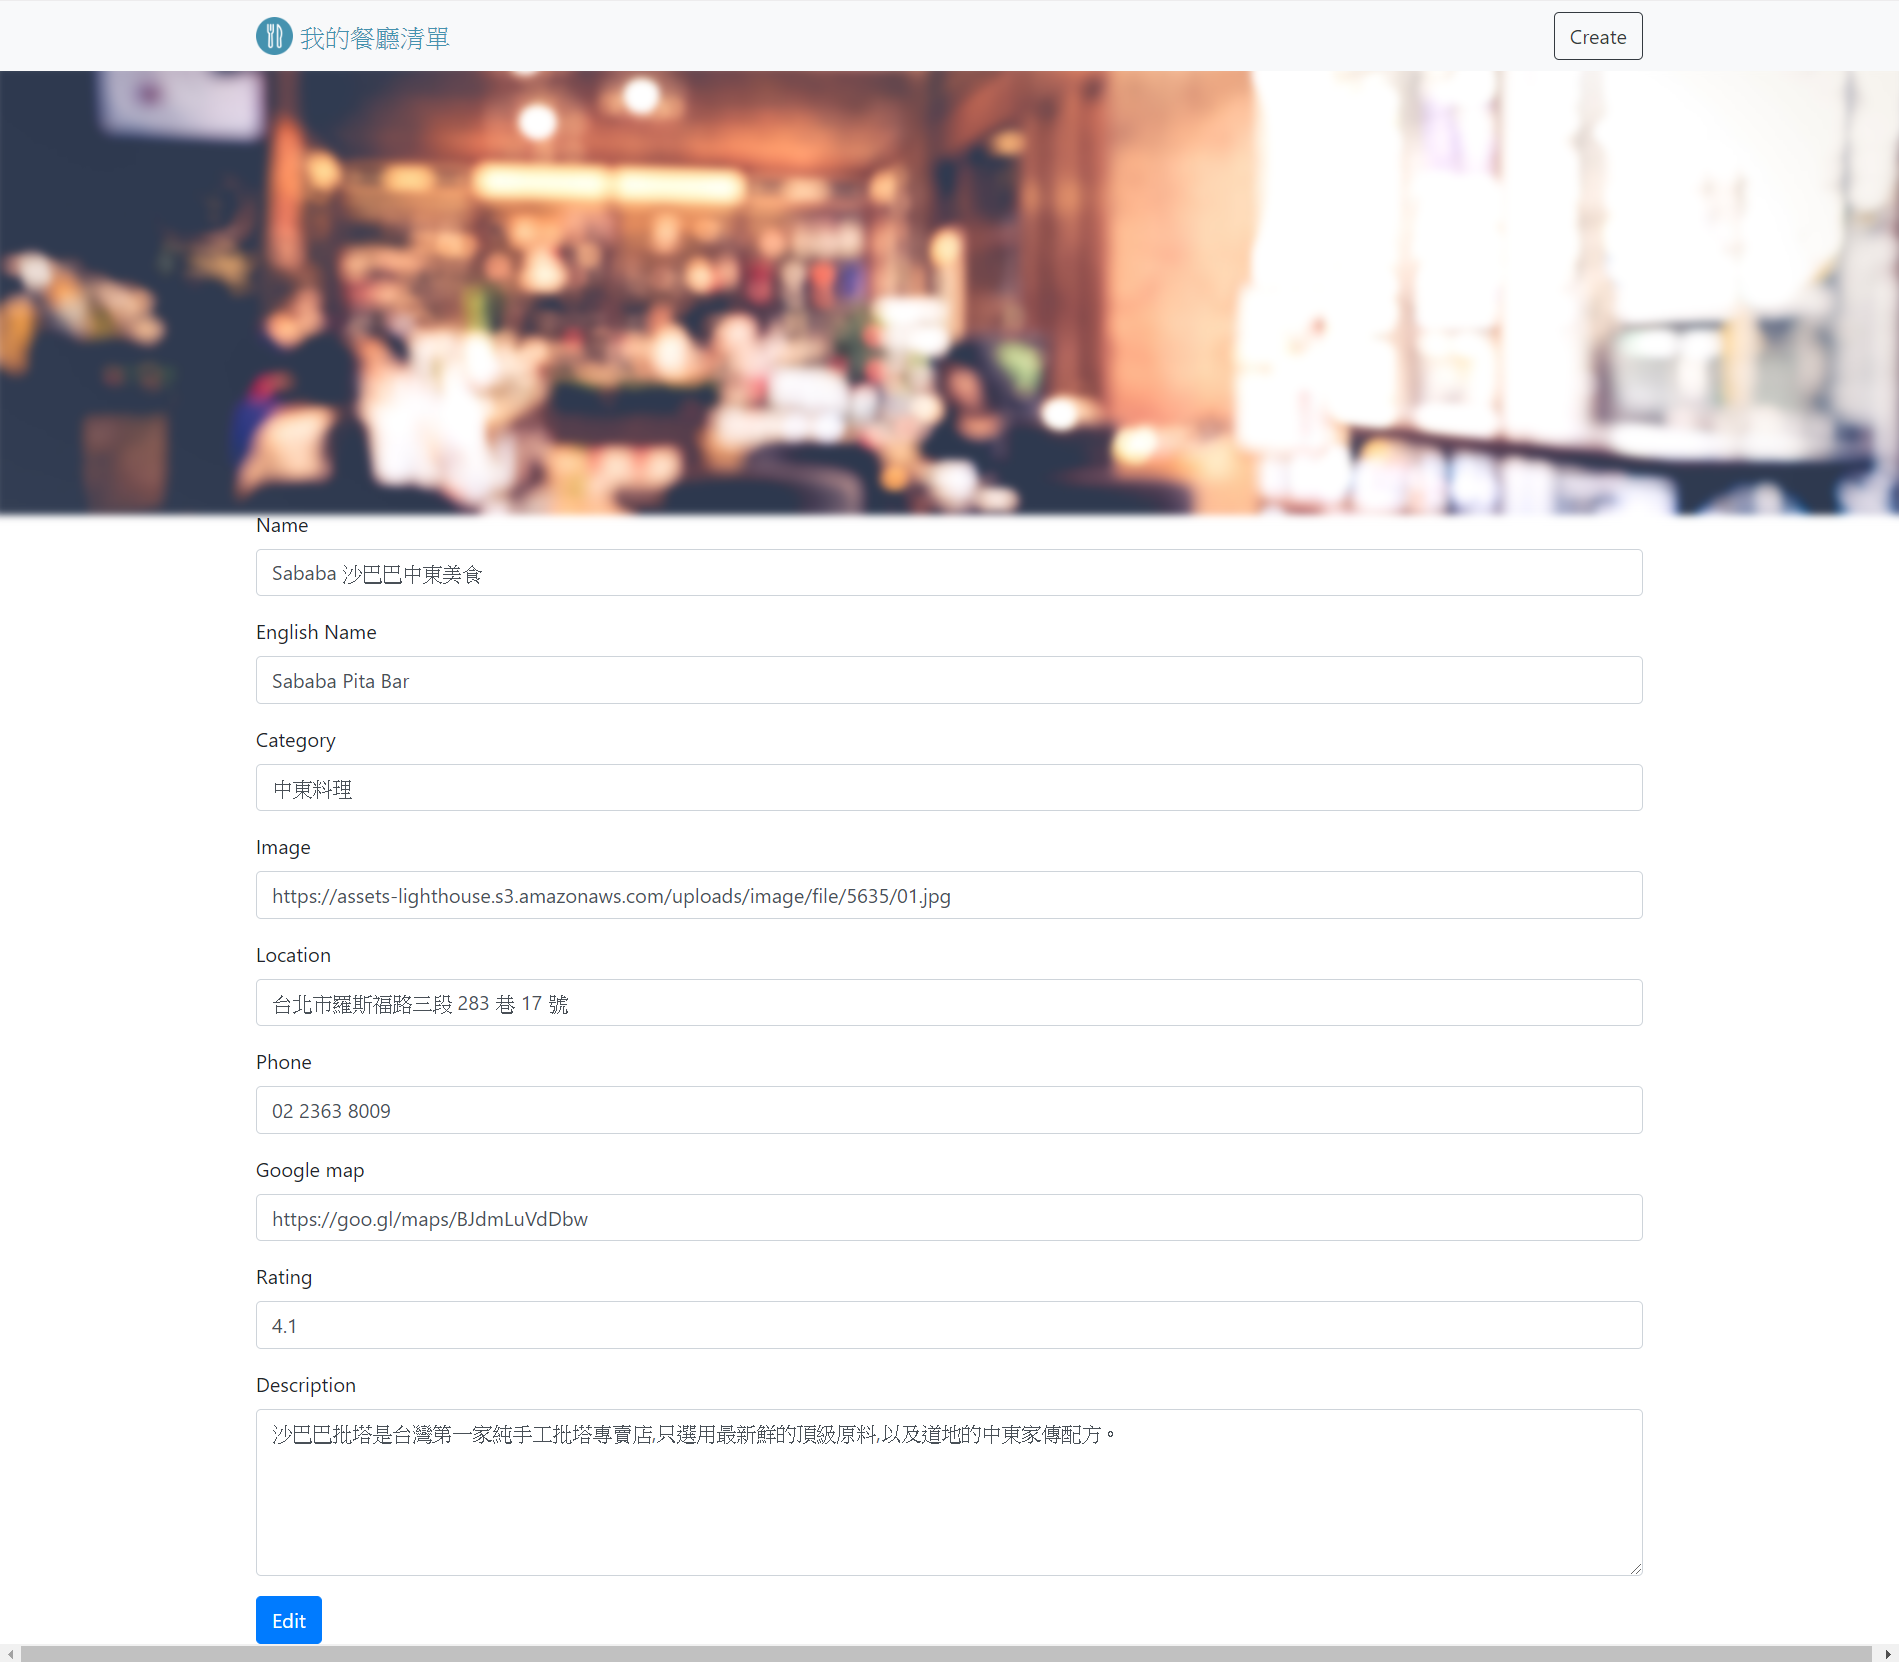 我的餐廳清單
Create
Name
Sababa 沙巴巴中東美食
English Name
Sababa Pita Bar
Category
中東料理
Image
https://assets-lighthouse.s3.amazonaws.com/uploads/image/file/5635/01.jpg
Location
台北市羅斯福路三段 283 巷 17 號
Phone
02 2363 8009
Google map
https://goo.gl/maps/BJdmLuVdDbw
Rating
4.1
Description
沙巴巴批塔是台灣第一家純手工批塔專賣店,只選用最新鮮的頂級原料,以及道地的中東家傳配方。
Edit